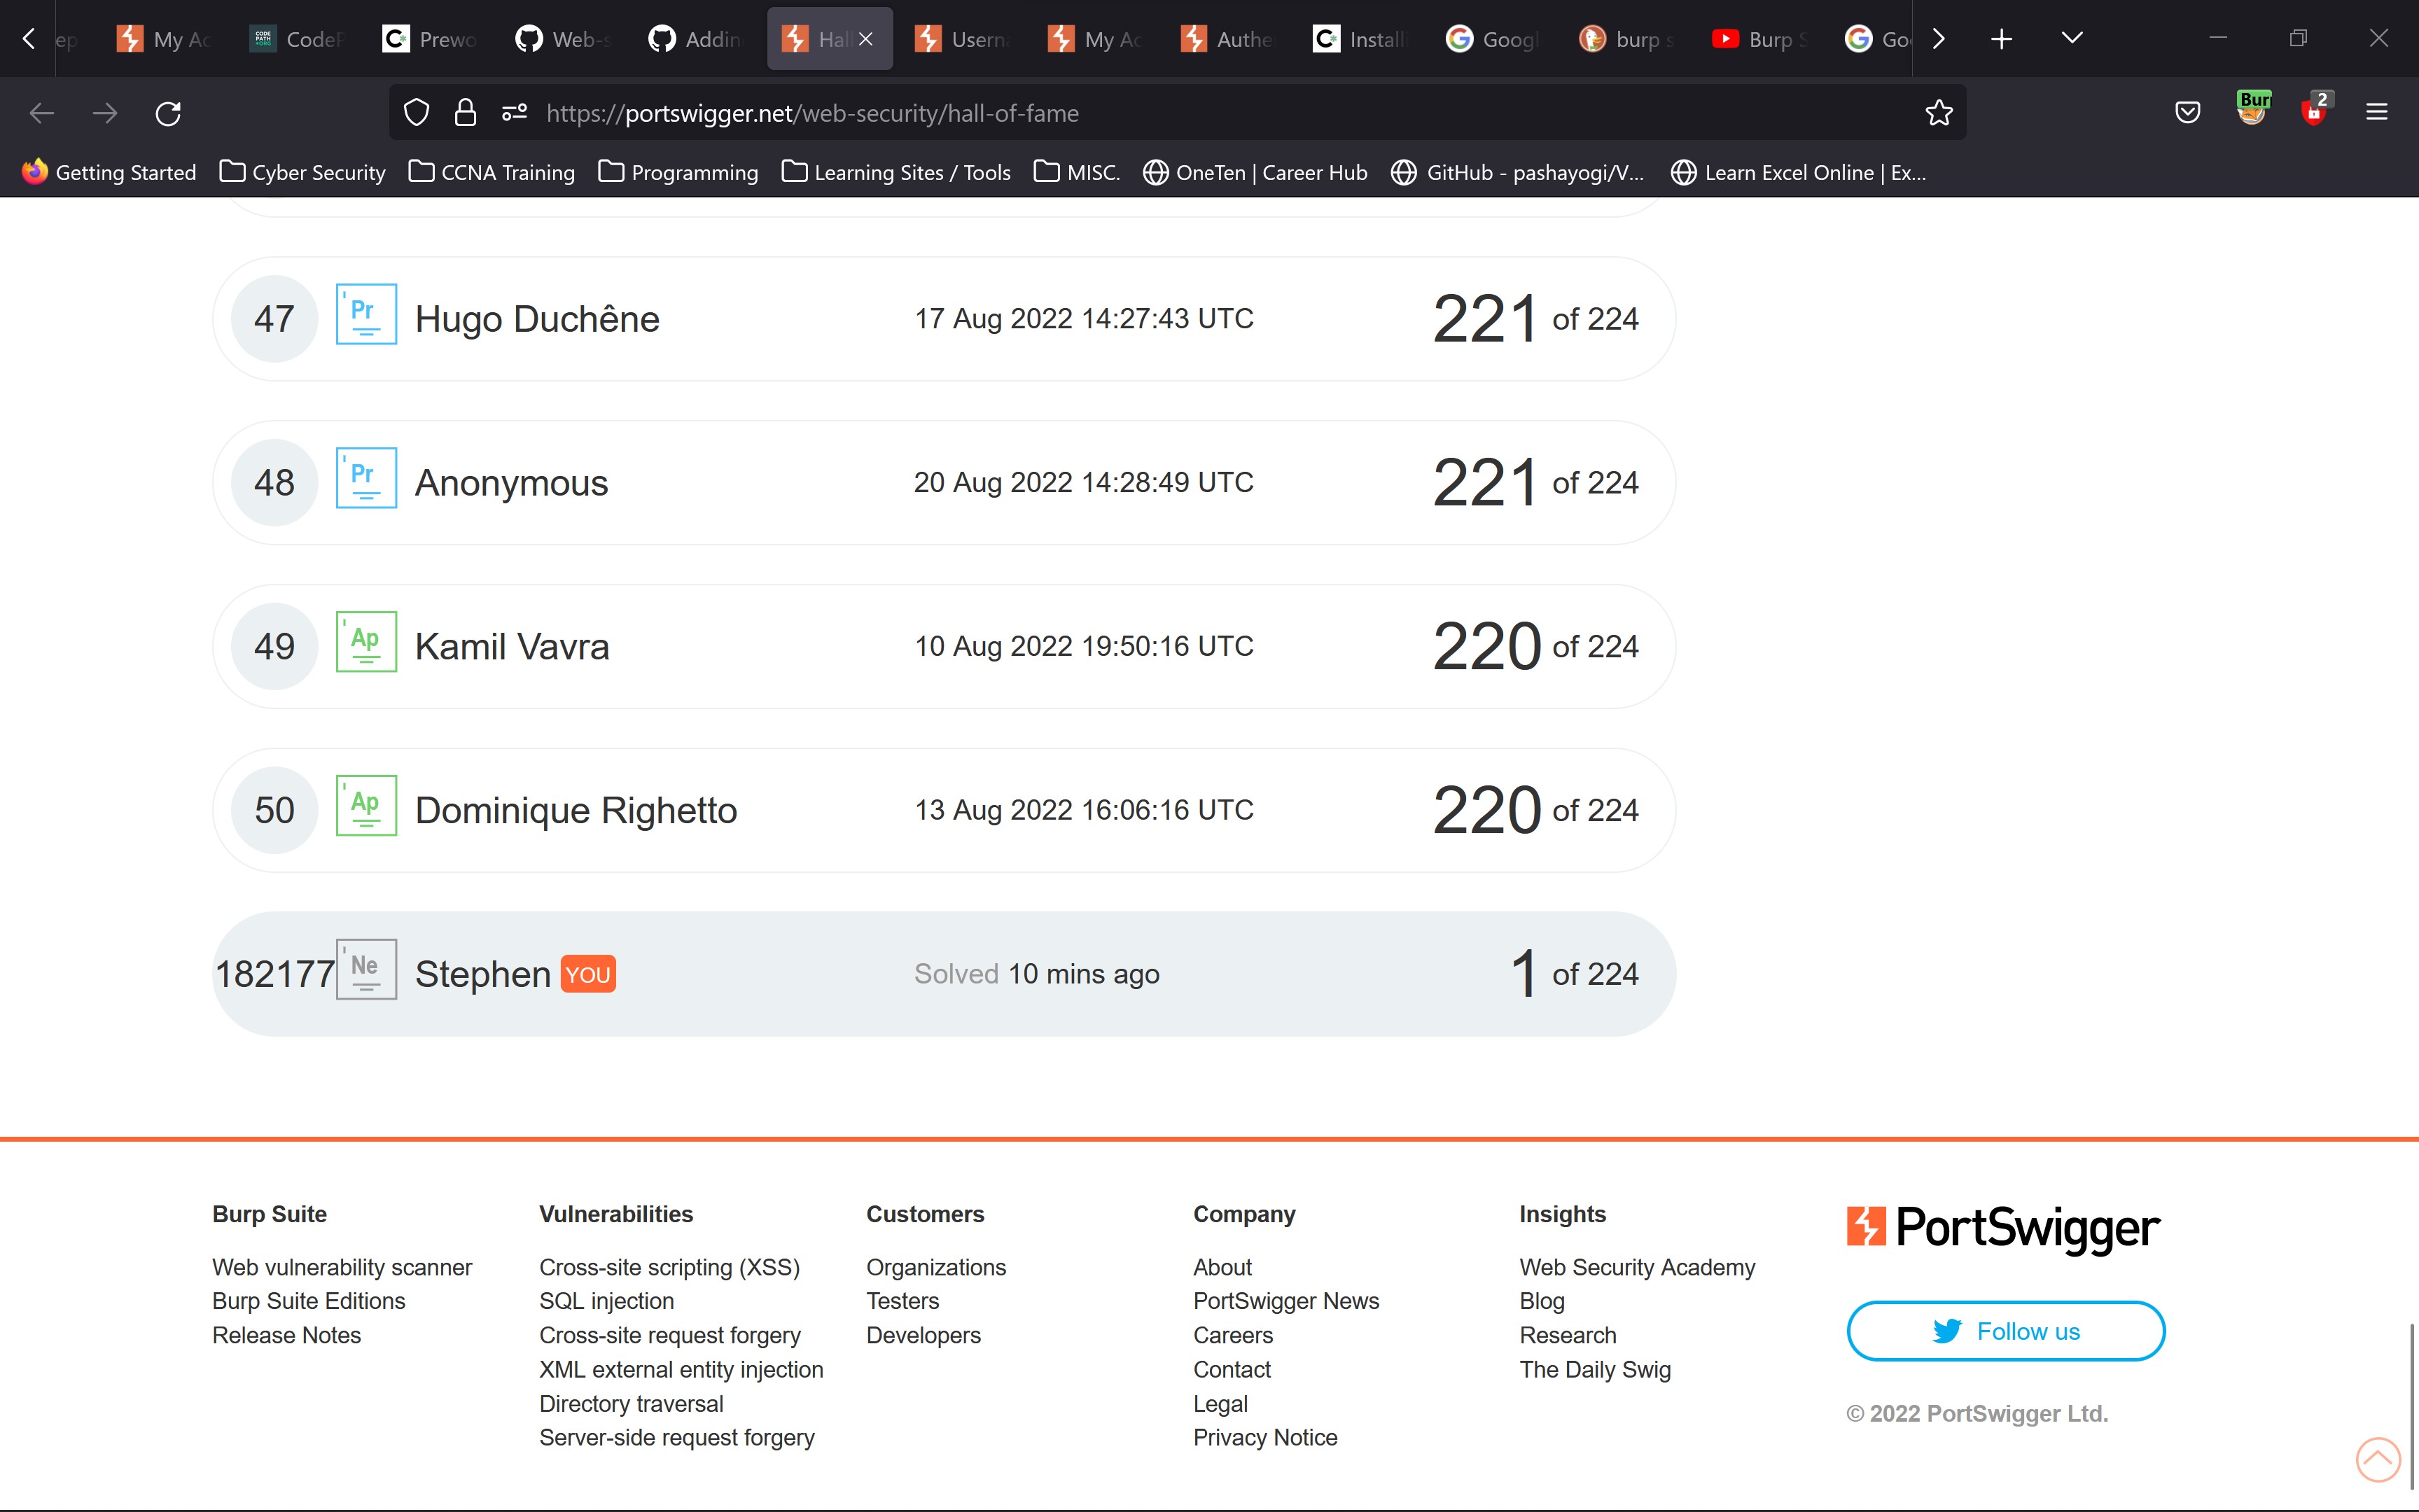 ep My Ac CodeP Prewo Web-s Addin Hall Userna My Ac Authe Install Googl burp s Burp S Goo
https://portswigger.net/web-security/hall-of-fame Bur 2
Getting Started Cyber Security CCNA Training Programming Learning Sites / Tools MISC. OneTen | Career Hub GitHub - pashayogi/V... Learn Excel Online | Ex...
47 Pr Hugo Duchêne 17 Aug 2022 14:27:43 UTC 221 of 224
48 Pr Anonymous 20 Aug 2022 14:28:49 UTC 221 of 224
49 Ap Kamil Vavra 10 Aug 2022 19:50:16 UTC 220 of 224
50 Ap Dominique Righetto 13 Aug 2022 16:06:16 UTC 220 of 224
182177 Ne Stephen YOU Solved 10 mins ago 1 of 224
Burp Suite
Web vulnerability scanner
Burp Suite Editions
Release Notes
Vulnerabilities
Cross-site scripting (XSS)
SQL injection
Cross-site request forgery
XML external entity injection
Directory traversal
Server-side request forgery
Customers
Organizations
Testers
Developers
Company
About
PortSwigger News
Careers
Contact
Legal
Privacy Notice
Insights
Web Security Academy
Blog
Research
The Daily Swig
PortSwigger
Follow us
© 2022 PortSwigger Ltd.